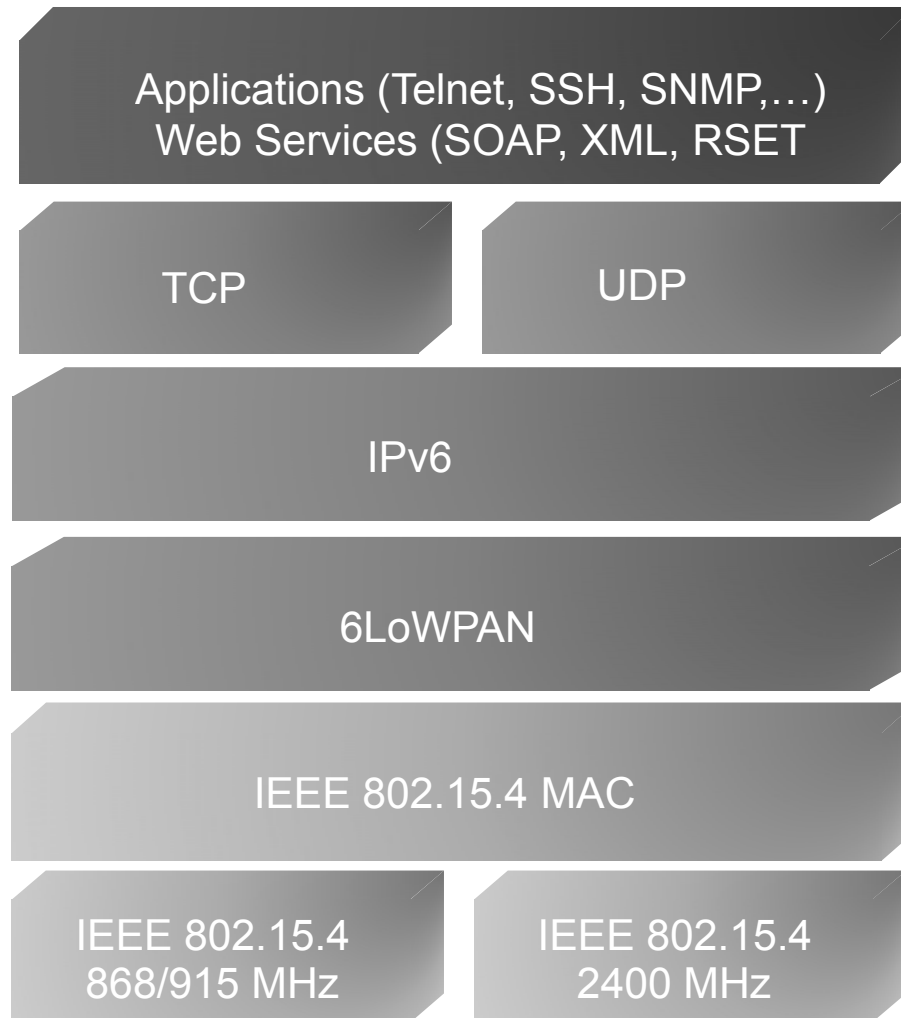 Applications (Telnet, SSH, SNMP,…)
Web Services (SOAP, XML, RSET
TCP
UDP
IPv6
6LoWPAN
IEEE 802.15.4 MAC
IEEE 802.15.4
868/915 MHz
IEEE 802.15.4
2400 MHz